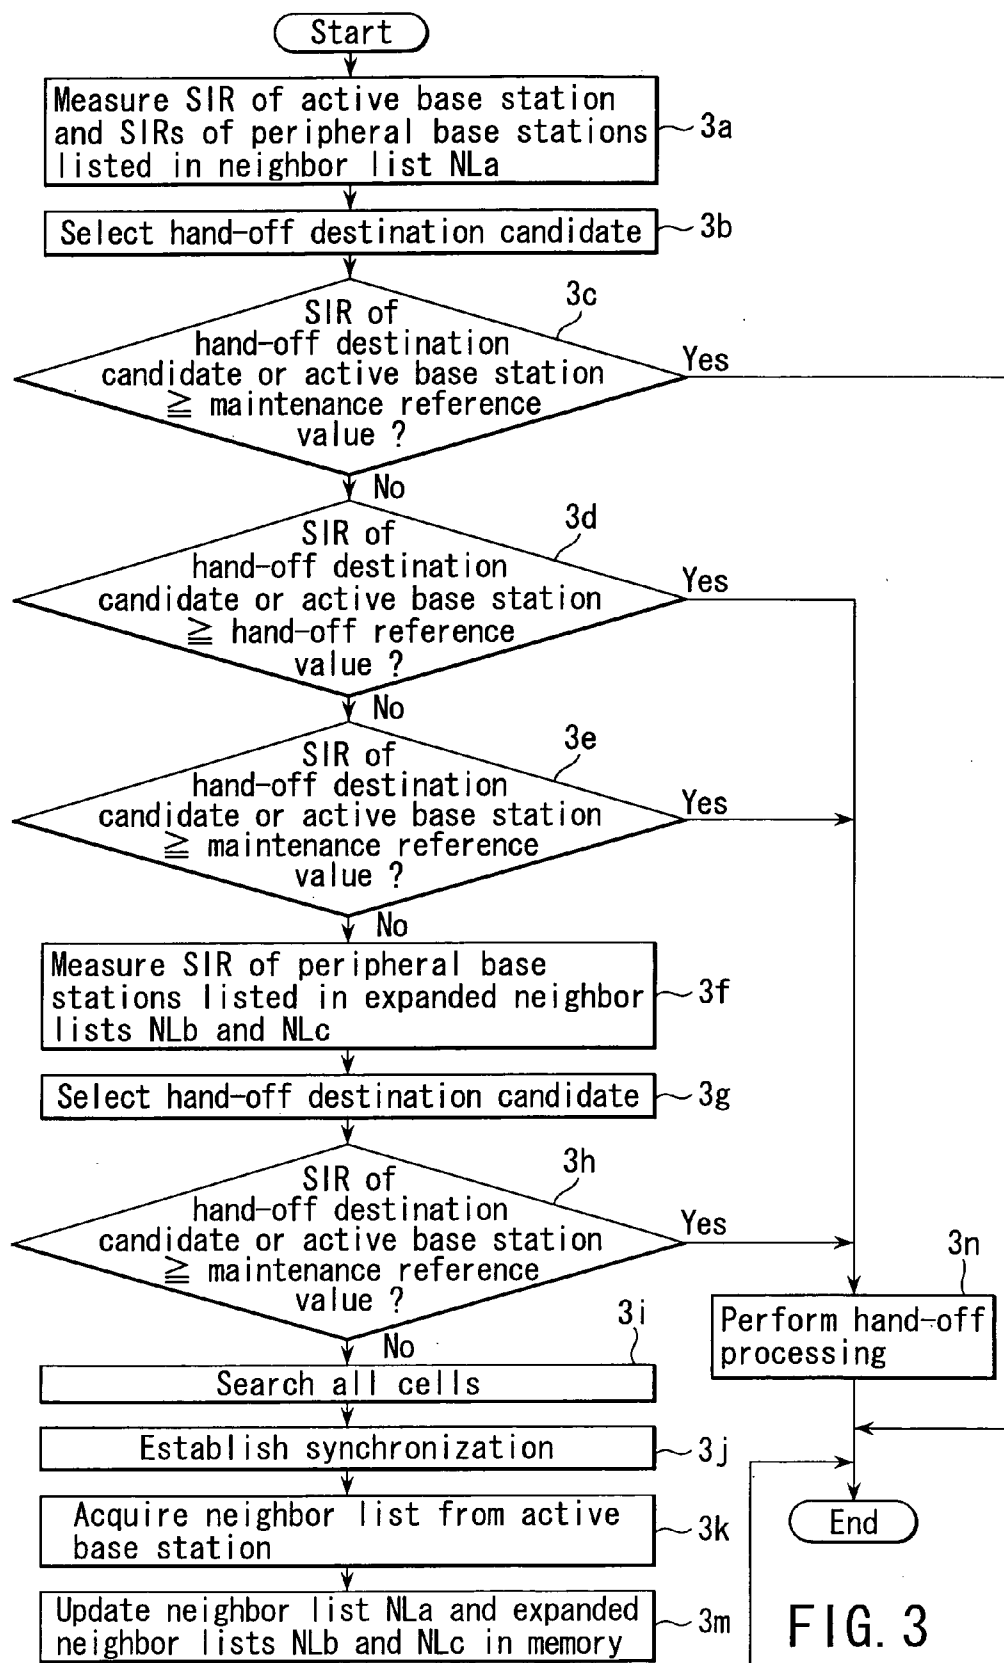 Start
Measure SIR of active base station
and SIRs of peripheral base stations
listed in neighbor list NLa
3a
Select hand-off destination candidate
3b
3c
SIR of
hand-off destination
candidate or active base station
≧ maintenance reference
value ?
Yes
No
3d
SIR of
hand-off destination
candidate or active base station
≧ hand-off reference
value ?
Yes
No
3e
SIR of
hand-off destination
candidate or active base station
≧ maintenance reference
value ?
Yes
No
Measure SIR of peripheral base
stations listed in expanded neighbor
lists NLb and NLc
3f
Select hand-off destination candidate
3g
3h
SIR of
hand-off destination
candidate or active base station
≧ maintenance reference
value ?
Yes
No
3n
Perform hand-off
processing
3i
Search all cells
Establish synchronization
3j
Acquire neighbor list from active
base station
3k
End
Update neighbor list NLa and expanded
neighbor lists NLb and NLc in memory
3m
FIG. 3